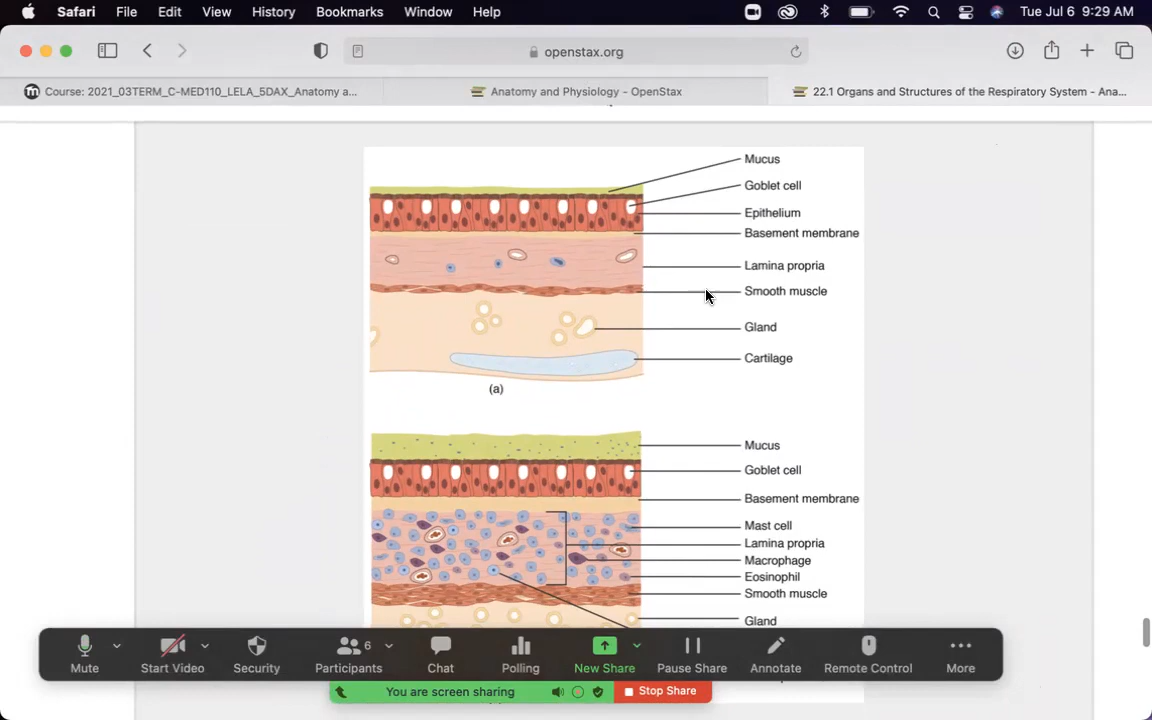 Safari File Edit View History Bookmarks Window Help Tue Jul 6 9:29 AM
openstax.org
Course: 2021_03TERM_C-MED110_LELA_5DAX_Anatomy a... Anatomy and Physiology - OpenStax 22.1 Organs and Structures of the Respiratory System - Ana...
Mucus
Goblet cell
Epithelium
Basement membrane
Lamina propria
Smooth muscle
Gland
Cartilage
(a)
Mucus
Goblet cell
Basement membrane
Mast cell
Lamina propria
Macrophage
Eosinophil
Smooth muscle
Gland
6
Mute Start Video Security Participants Chat Polling New Share Pause Share Annotate Remote Control More
You are screen sharing Stop Share